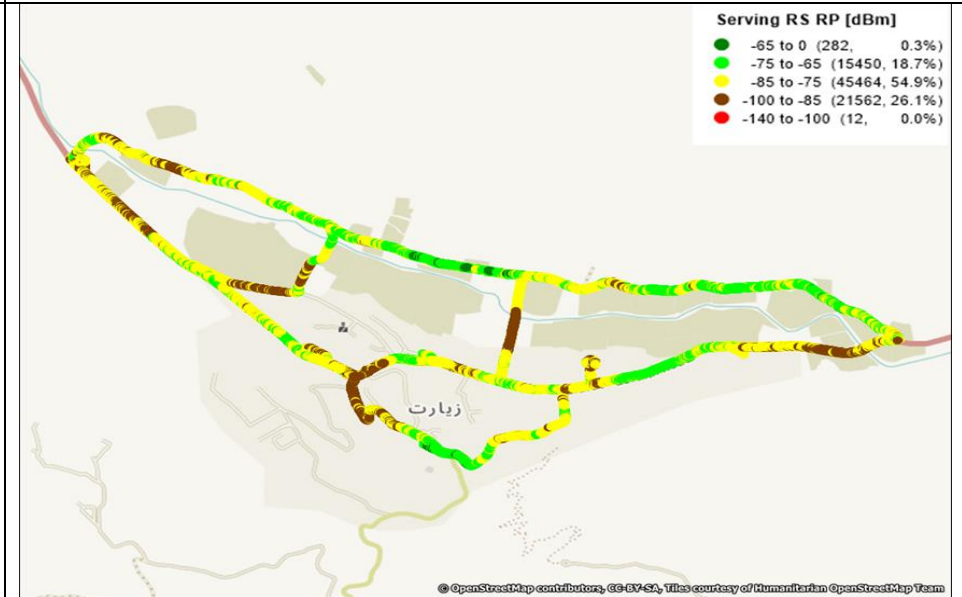 Serving RS RP [dBm]
-65 to 0 (282, 0.3%)
-75 to -65 (15450, 18.7%)
-85 to -75 (45464, 54.9%)
-100 to -85 (21562, 26.1%)
-140 to -100 (12, 0.0%)
زیارت
© OpenStreetMap contributors, CC-BY-SA, Tiles courtesy of Humanitarian OpenStreetMap Team